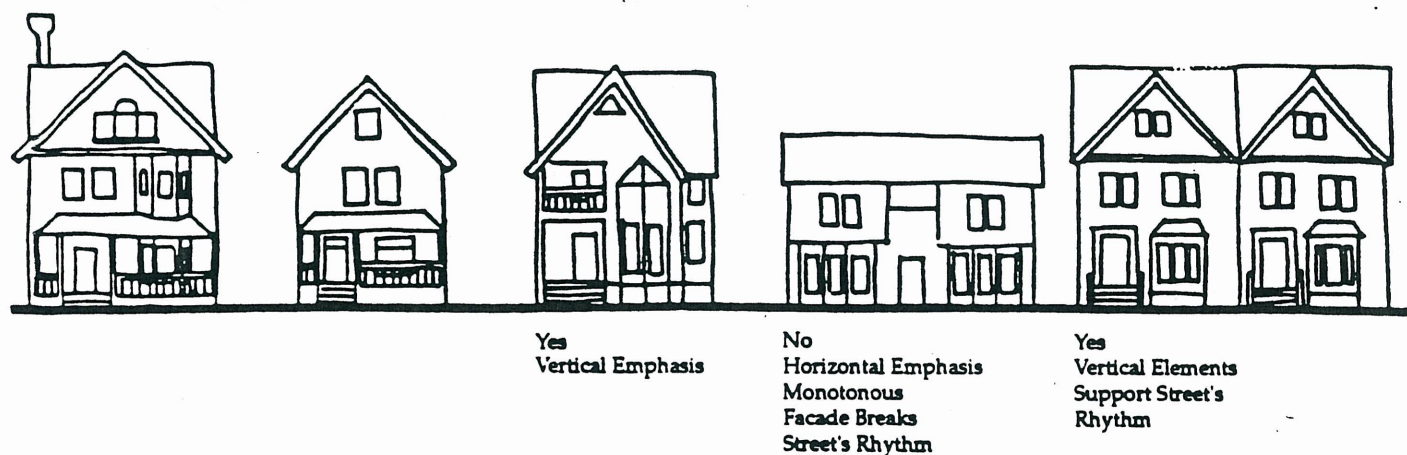 Yes
Vertical Emphasis
No
Horizontal Emphasis
Monotonous
Facade Breaks
Street's Rhythm
Yes
Vertical Elements
Support Street's
Rhythm